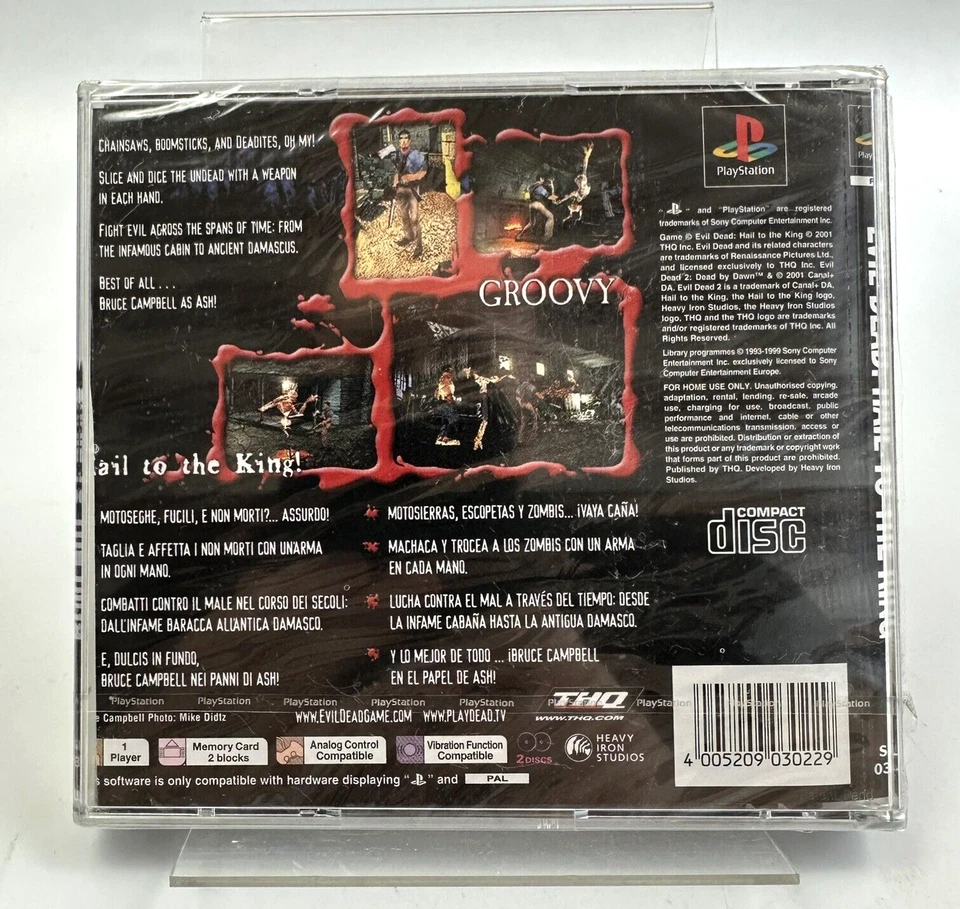 CHAINSAWS, BOOMSTICKS, AND DEADITES, OH MY!
SLICE AND DICE THE UNDEAD WITH A WEAPON
IN EACH HAND.
FIGHT EVIL ACROSS THE SPANS OF TIME: FROM
THE INFAMOUS CABIN TO ANCIENT DAMASCUS.
BEST OF ALL . . .
BRUCE CAMPBELL AS ASH!
GROOVY
ail to the King!
PlayStation
" " and "PlayStation" are registered
trademarks of Sony Computer Entertainment Inc.
Game © Evil Dead: Hail to the King © 2001
THQ Inc. Evil Dead and its related characters
are trademarks of Renaissance Pictures Ltd.,
and licensed exclusively to THQ Inc. Evil
Dead 2: Dead by Dawn™ & © 2001 Canal+
DA. Evil Dead 2 is a trademark of Canal+ DA.
Hail to the King, the Hail to the King logo,
Heavy Iron Studios, the Heavy Iron Studios
logo, THQ and the THQ logo are trademarks
and/or registered trademarks of THQ Inc. All
Rights Reserved.
Library programmes © 1993-1999 Sony Computer
Entertainment Inc. exclusively licensed to Sony
Computer Entertainment Europe.
FOR HOME USE ONLY. Unauthorised copying,
adaptation, rental, lending, re-sale, arcade
use, charging for use, broadcast, public
performance and internet, cable or other
telecommunications transmission, access or
use are prohibited. Distribution or extraction of
this product or any trademark or copyright work
that forms part of this product are prohibited.
Published by THQ. Developed by Heavy Iron
Studios.
COMPACT
disc
MOTOSEGHE, FUCILI, E NON MORTI?... ASSURDO!
TAGLIA E AFFETTA I NON MORTI CON UN'ARMA
IN OGNI MANO.
COMBATTI CONTRO IL MALE NEL CORSO DEI SECOLI:
DALL'INFAME BARACCA ALL'ANTICA DAMASCO.
E, DULCIS IN FUNDO,
BRUCE CAMPBELL NEI PANNI DI ASH!
MOTOSIERRAS, ESCOPETAS Y ZOMBIS... ¡VAYA CAÑA!
MACHACA Y TROCEA A LOS ZOMBIS CON UN ARMA
EN CADA MANO.
LUCHA CONTRA EL MAL A TRAVÉS DEL TIEMPO: DESDE
LA INFAME CABAÑA HASTA LA ANTIGUA DAMASCO.
Y LO MEJOR DE TODO ... ¡BRUCE CAMPBELL
EN EL PAPEL DE ASH!
PlayStation PlayStation PlayStation PlayStation PlayStation PlayStation PlayStation PlayStation
e Campbell Photo: Mike Didtz
WWW.EVILDEADGAME.COM WWW.PLAYDEAD.TV
THQ
WWW.THQ.COM
1
Player
Memory Card
2 blocks
Analog Control
Compatible
Vibration Function
Compatible
2 DISCS
HEAVY
IRON
STUDIOS
s software is only compatible with hardware displaying " " and PAL
4 005209 030229
EVIL DEAD: HAIL TO THE KING